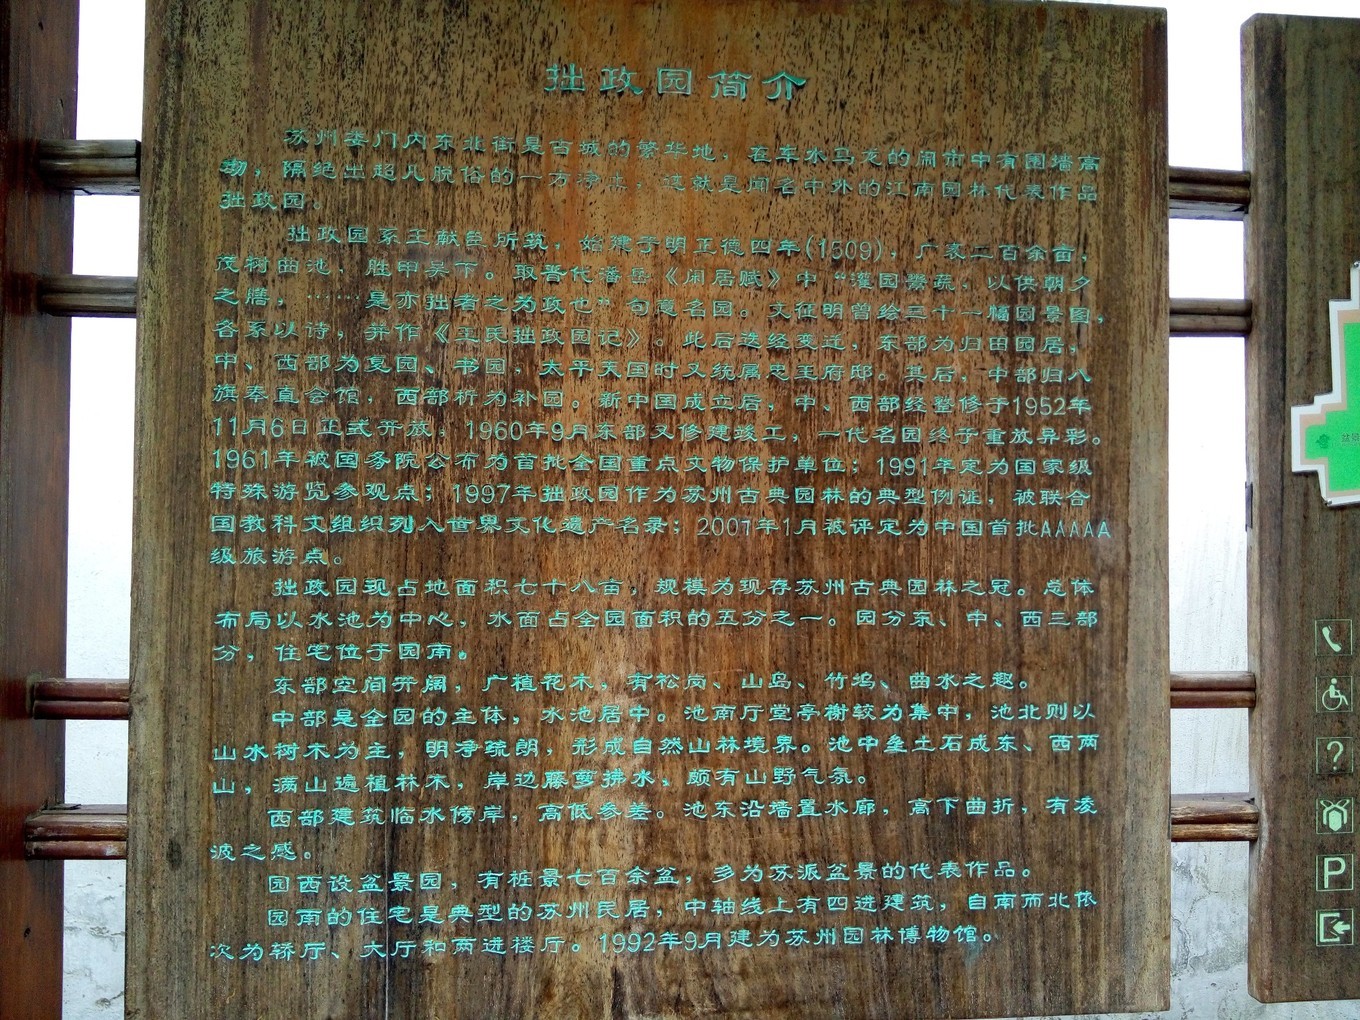 拙政园简介
苏州娄门内东北街是古城的繁华地，在车水马龙的闹市中有围墙高
坳，隔绝出超凡脱俗的一方净土，这就是闻名中外的江南园林代表作品
拙政园。
拙政园系王献臣所筑，始建于明正德四年(1509)，广袤二百余亩，
茂树曲池，胜甲吴下。取晋代潘岳《闲居赋》中“灌园鬻蔬，以供朝夕
之膳，……是亦拙者之为政也”句意名园。文征明曾绘三十一幅园景图，
各系以诗，并作《王氏拙政园记》。此后迭经变迁，东部为归田园居，
中、西部为复园、书园，太平天国时又统属忠王府邸。其后，中部归八
旗奉直会馆，西部析为补园。新中国成立后，中、西部经整修于1952年
11月6日正式开放，1960年9月东部又修建竣工，一代名园终于重放异彩。
1961年被国务院公布为首批全国重点文物保护单位；1991年定为国家级
特殊游览参观点；1997年拙政园作为苏州古典园林的典型例证，被联合
国教科文组织列入世界文化遗产名录；2001年1月被评定为中国首批AAAAA
级旅游点。
拙政园现占地面积七十八亩，规模为现存苏州古典园林之冠。总体
布局以水池为中心，水面占全园面积的五分之一。园分东、中、西三部
分，住宅位于园南。
东部空间开阔，广植花木，有松岗、山岛、竹坞、曲水之趣。
中部是全园的主体，水池居中。池南厅堂亭榭较为集中，池北则以
山水树木为主，明净疏朗，形成自然山林境界。池中垒土石成东、西两
山，满山遍植林木，岸边藤萝拂水，颇有山野气氛。
西部建筑临水傍岸，高低参差。池东沿墙置水廊，高下曲折，有凌
波之感。
园西设盆景园，有桩景七百余盆，多为苏派盆景的代表作品。
园南的住宅是典型的苏州民居，中轴线上有四进建筑，自南而北依
次为轿厅、大厅和两进楼厅。1992年9月建为苏州园林博物馆。
P